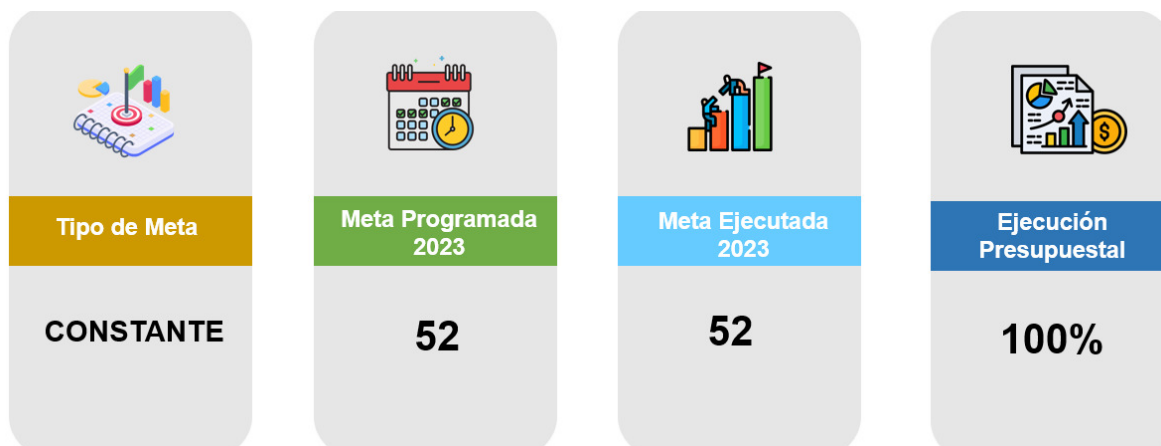 Tipo de Meta
CONSTANTE
Meta Programada
2023
52
Meta Ejecutada
2023
52
Ejecución
Presupuestal
100%